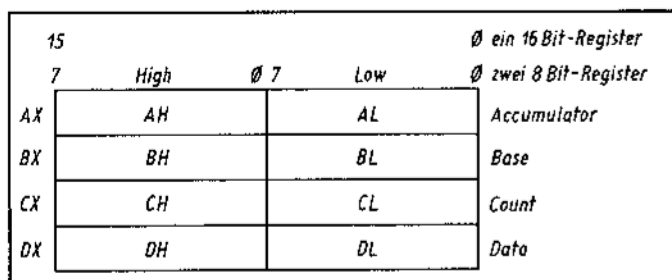 15 Ø ein 16 Bit-Register
7 High Ø 7 Low Ø zwei 8 Bit-Register
AX AH AL Accumulator
BX BH BL Base
CX CH CL Count
DX DH DL Data